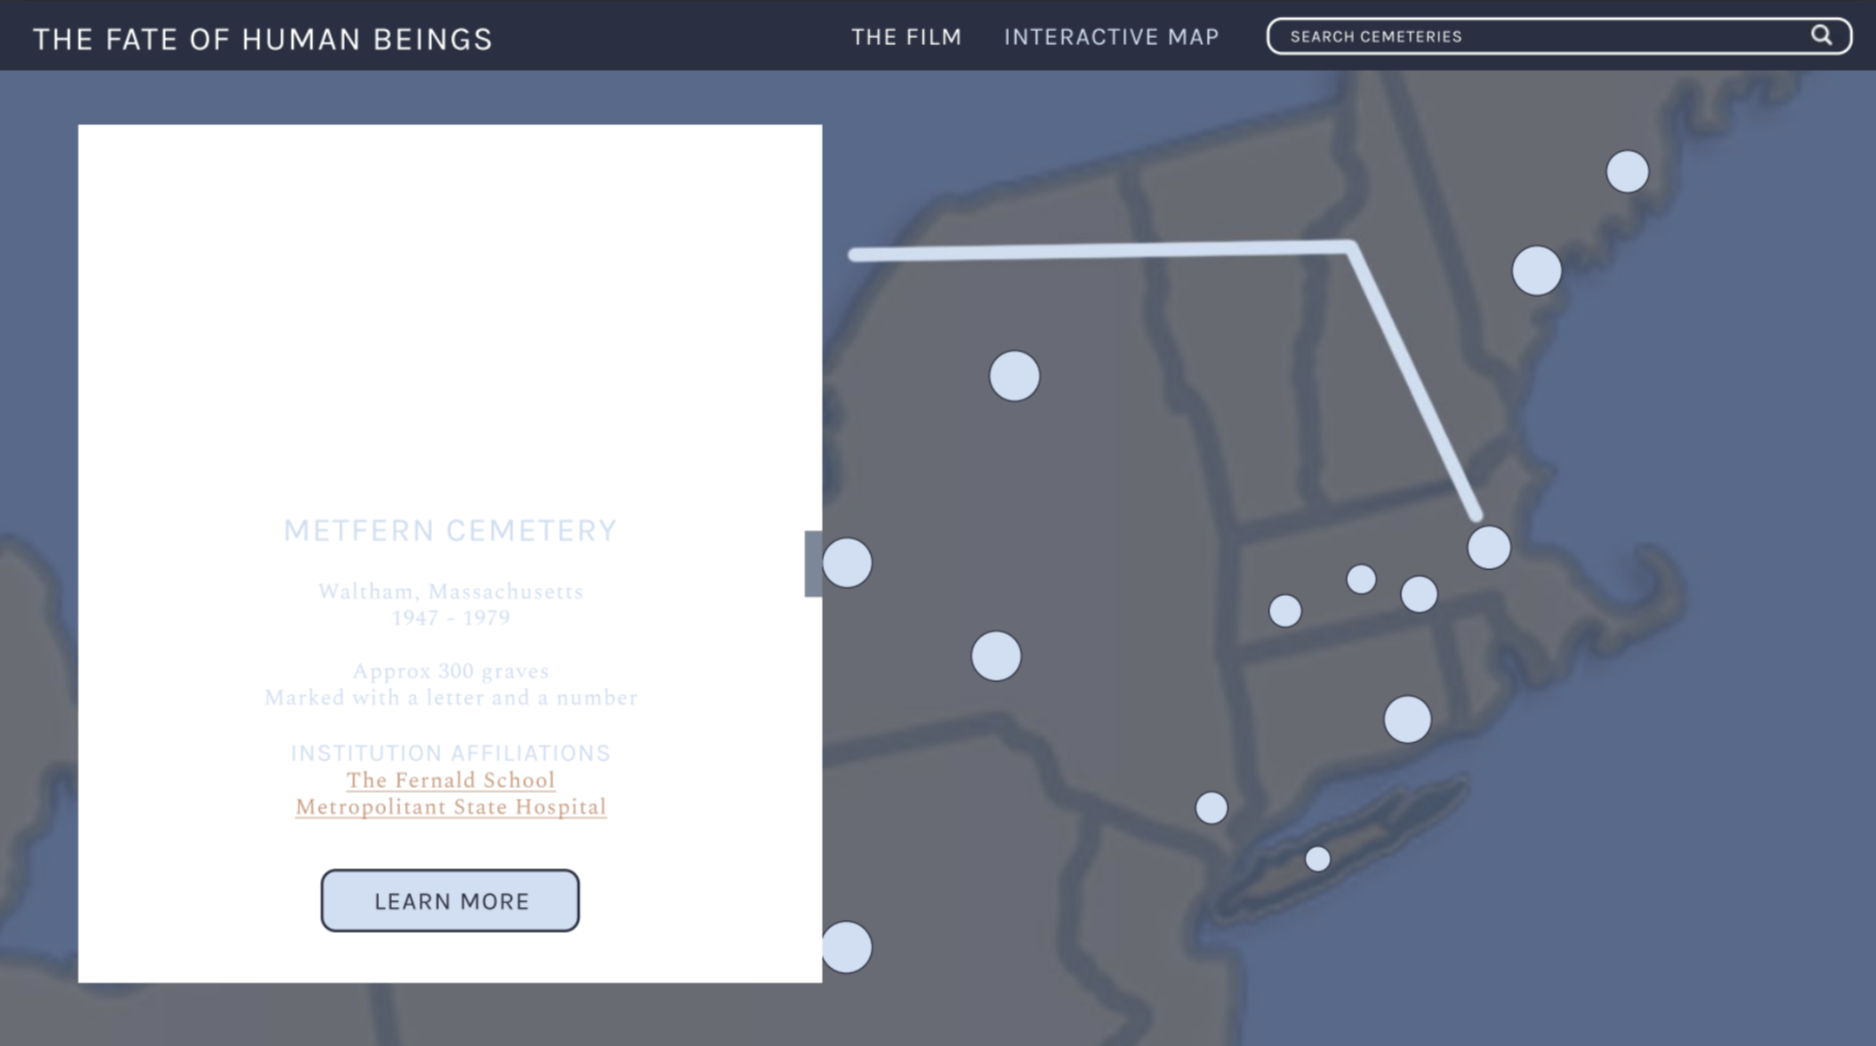 THE FATE OF HUMAN BEINGS
THE FILM
INTERACTIVE MAP
SEARCH CEMETERIES
METFERN CEMETERY
Waltham, Massachusetts
1947 - 1979
Approx 300 graves
Marked with a letter and a number
INSTITUTION AFFILIATIONS
The Fernald School
Metropolitant State Hospital
LEARN MORE